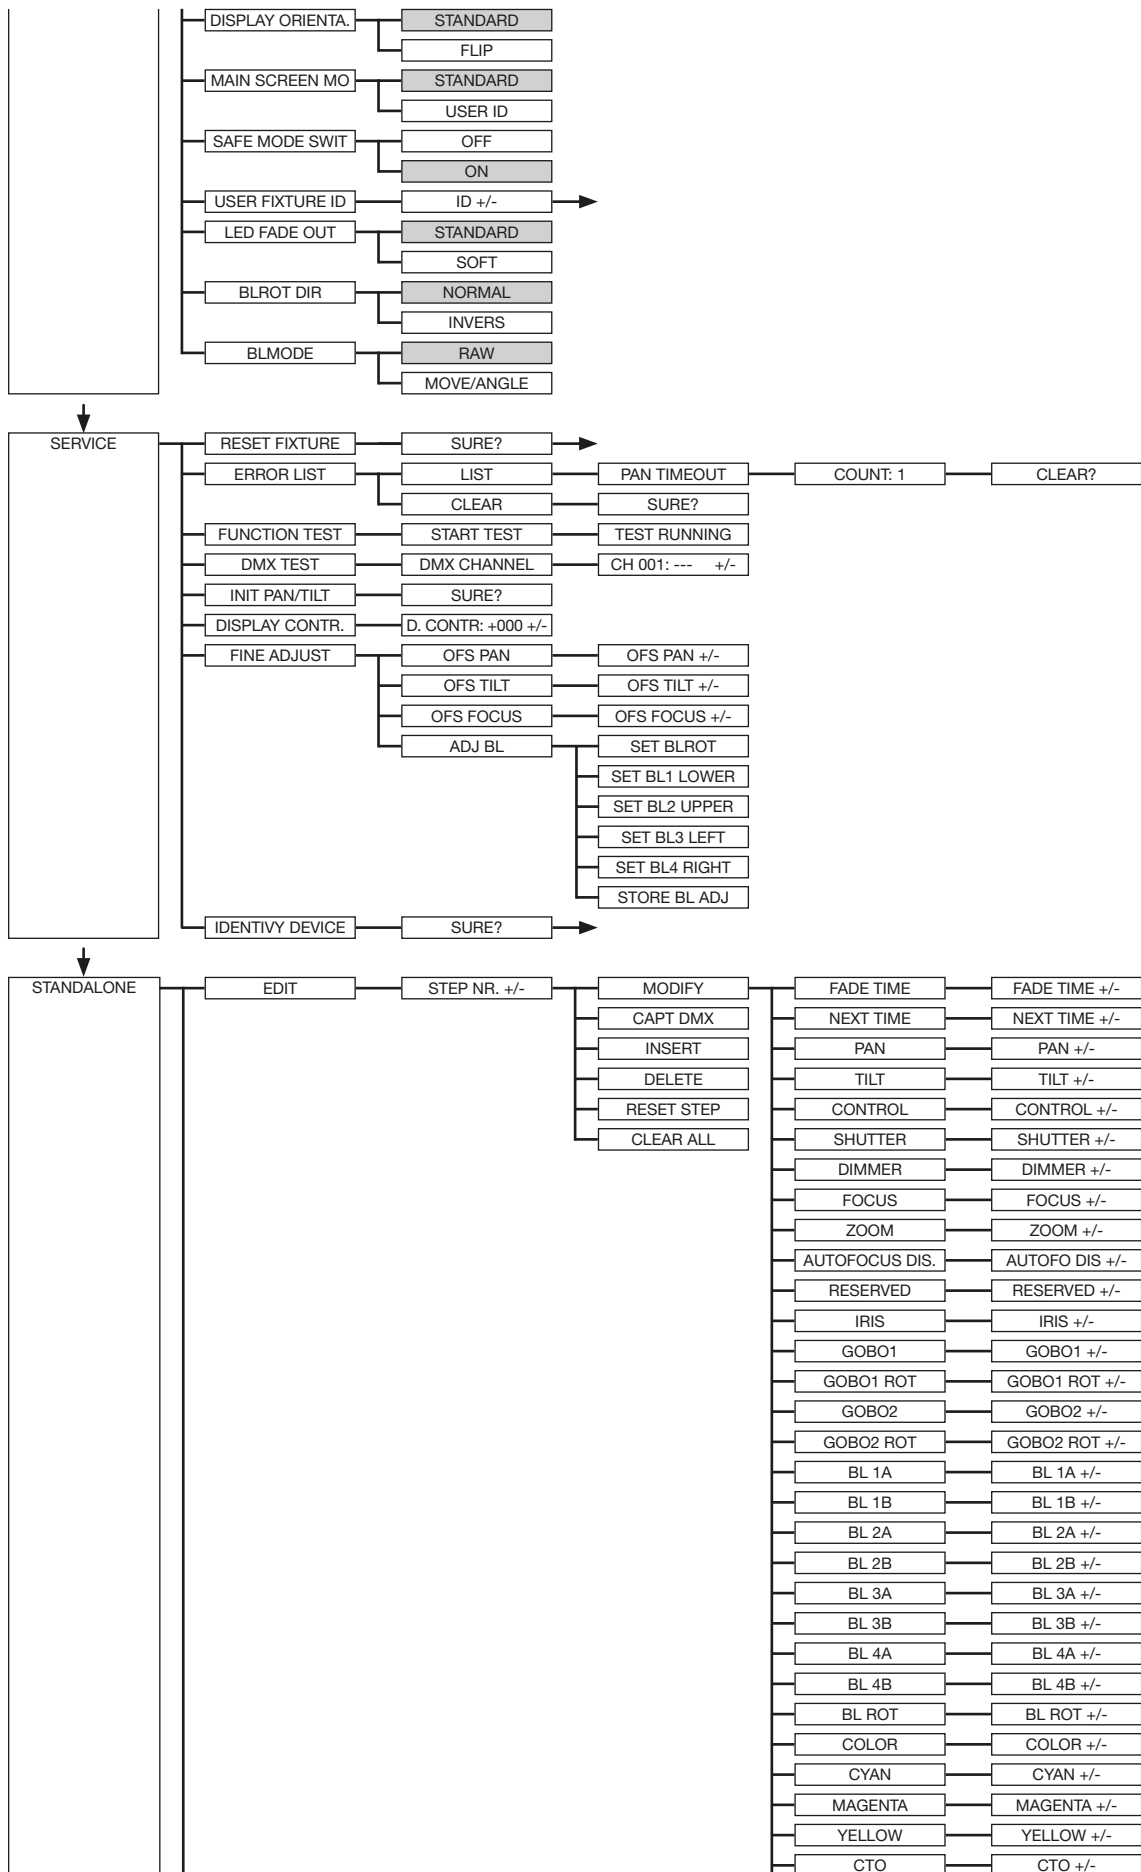 DISPLAY ORIENTA. STANDARD
FLIP
MAIN SCREEN MO STANDARD
USER ID
SAFE MODE SWIT OFF
ON
USER FIXTURE ID ID +/-
LED FADE OUT STANDARD
SOFT
BLROT DIR NORMAL
INVERS
BLMODE RAW
MOVE/ANGLE
SERVICE RESET FIXTURE SURE?
ERROR LIST LIST PAN TIMEOUT COUNT: 1 CLEAR?
CLEAR SURE?
FUNCTION TEST START TEST TEST RUNNING
DMX TEST DMX CHANNEL CH 001: --- +/-
INIT PAN/TILT SURE?
DISPLAY CONTR. D. CONTR: +000 +/-
FINE ADJUST OFS PAN OFS PAN +/-
OFS TILT OFS TILT +/-
OFS FOCUS OFS FOCUS +/-
ADJ BL SET BLROT
SET BL1 LOWER
SET BL2 UPPER
SET BL3 LEFT
SET BL4 RIGHT
STORE BL ADJ
IDENTIVY DEVICE SURE?
STANDALONE EDIT STEP NR. +/- MODIFY FADE TIME FADE TIME +/-
CAPT DMX NEXT TIME NEXT TIME +/-
INSERT PAN PAN +/-
DELETE TILT TILT +/-
RESET STEP CONTROL CONTROL +/-
CLEAR ALL SHUTTER SHUTTER +/-
DIMMER DIMMER +/-
FOCUS FOCUS +/-
ZOOM ZOOM +/-
AUTOFOCUS DIS. AUTOFO DIS +/-
RESERVED RESERVED +/-
IRIS IRIS +/-
GOBO1 GOBO1 +/-
GOBO1 ROT GOBO1 ROT +/-
GOBO2 GOBO2 +/-
GOBO2 ROT GOBO2 ROT +/-
BL 1A BL 1A +/-
BL 1B BL 1B +/-
BL 2A BL 2A +/-
BL 2B BL 2B +/-
BL 3A BL 3A +/-
BL 3B BL 3B +/-
BL 4A BL 4A +/-
BL 4B BL 4B +/-
BL ROT BL ROT +/-
COLOR COLOR +/-
CYAN CYAN +/-
MAGENTA MAGENTA +/-
YELLOW YELLOW +/-
CTO CTO +/-